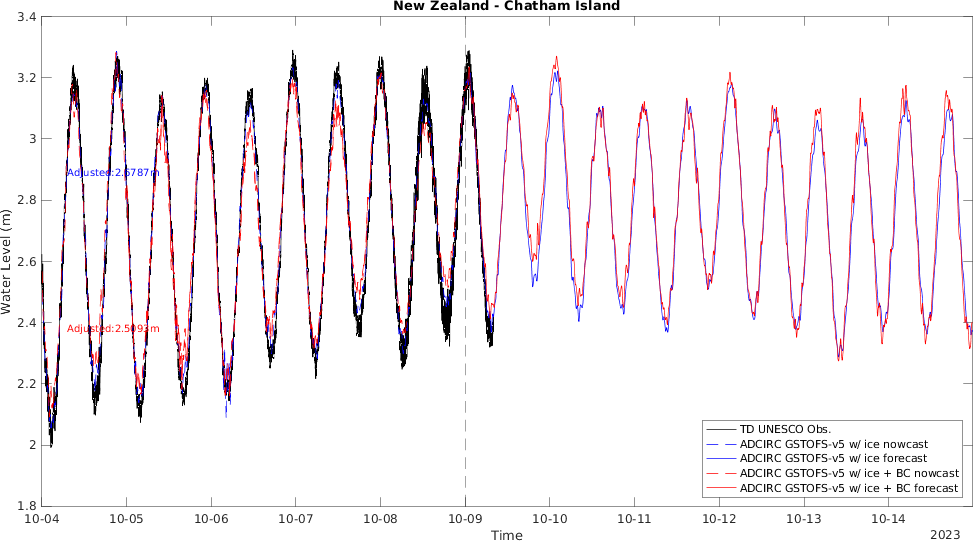 New Zealand - Chatham Island
3.4
3.2
3
2.8
2.6
2.4
2.2
2
1.8
Water Level (m)
Adjusted:2.6787m
Adjusted:2.5093m
TD UNESCO Obs.
ADCIRC GSTOFS-v5 w/ ice nowcast
ADCIRC GSTOFS-v5 w/ ice forecast
ADCIRC GSTOFS-v5 w/ ice + BC nowcast
ADCIRC GSTOFS-v5 w/ ice + BC forecast
10-04 10-05 10-06 10-07 10-08 10-09 10-10 10-11 10-12 10-13 10-14
Time
2023